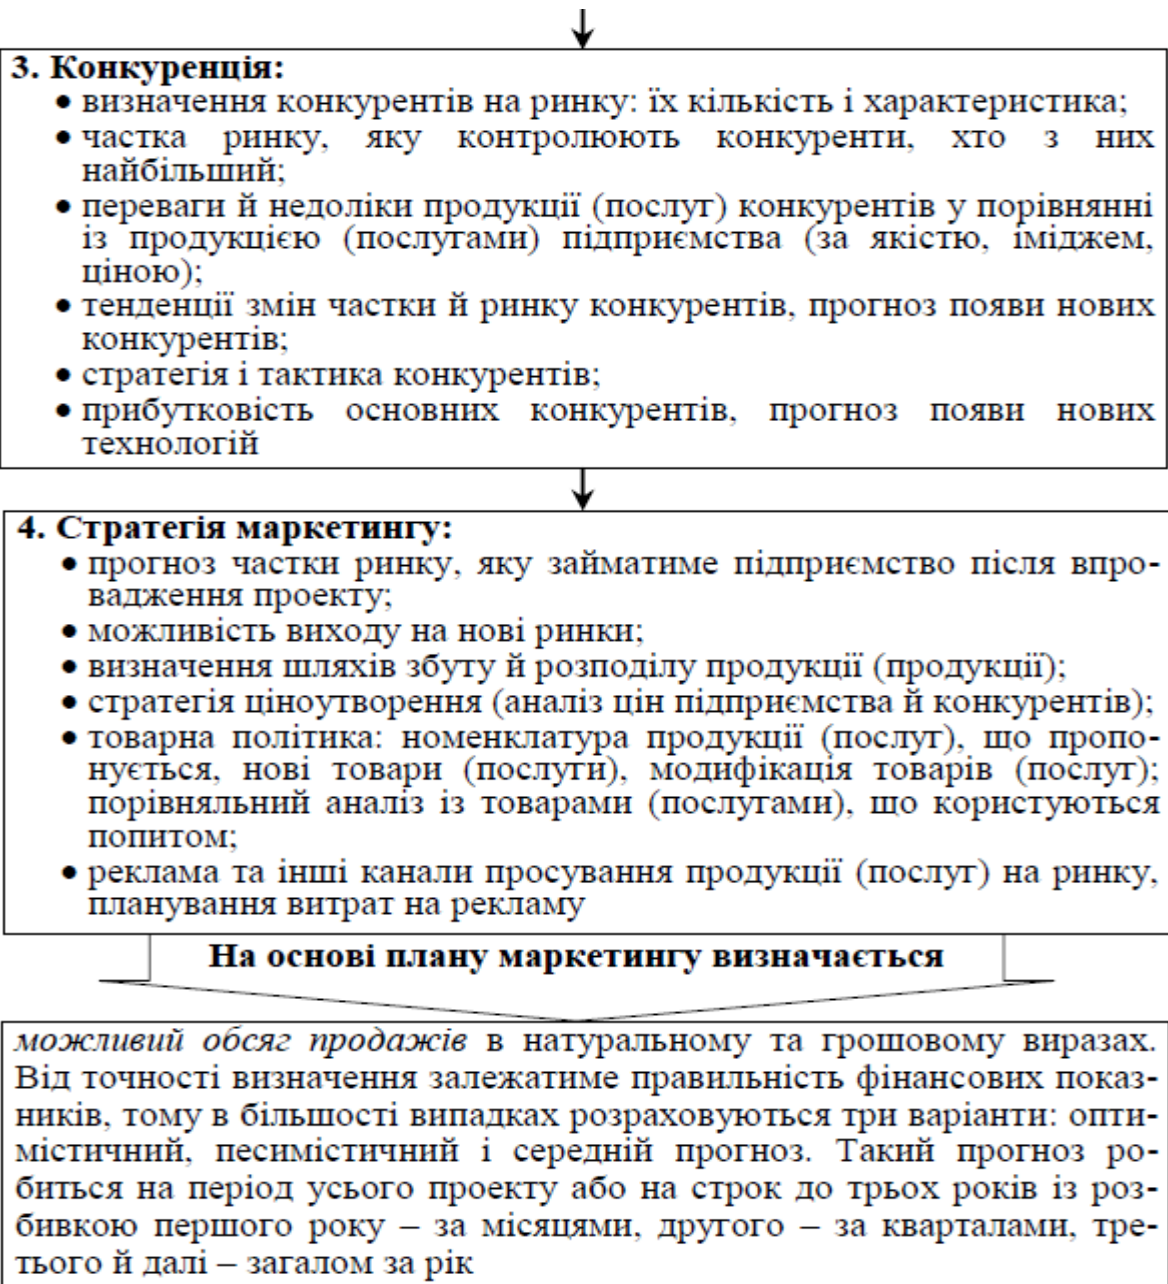 3. Конкуренція:
• визначення конкурентів на ринку: їх кількість і характеристика;
• частка ринку, яку контролюють конкуренти, хто з них
найбільший;
• переваги й недоліки продукції (послуг) конкурентів у порівнянні
із продукцією (послугами) підприємства (за якістю, іміджем,
ціною);
• тенденції змін частки й ринку конкурентів, прогноз появи нових
конкурентів;
• стратегія і тактика конкурентів;
• прибутковість основних конкурентів, прогноз появи нових
технологій
4. Стратегія маркетингу:
• прогноз частки ринку, яку займатиме підприємство після впро-
вадження проекту;
• можливість виходу на нові ринки;
• визначення шляхів збуту й розподілу продукції (продукції);
• стратегія ціноутворення (аналіз цін підприємства й конкурентів);
• товарна політика: номенклатура продукції (послуг), що пропо-
нується, нові товари (послуги), модифікація товарів (послуг);
порівняльний аналіз із товарами (послугами), що користуються
попитом;
• реклама та інші канали просування продукції (послуг) на ринку,
планування витрат на рекламу
На основі плану маркетингу визначається
можливий обсяг продажів в натуральному та грошовому виразах.
Від точності визначення залежатиме правильність фінансових показ-
ників, тому в більшості випадках розраховуються три варіанти: опти-
містичний, песимістичний і середній прогноз. Такий прогноз ро-
биться на період усього проекту або на строк до трьох років із роз-
бивкою першого року – за місяцями, другого – за кварталами, тре-
тього й далі – загалом за рік